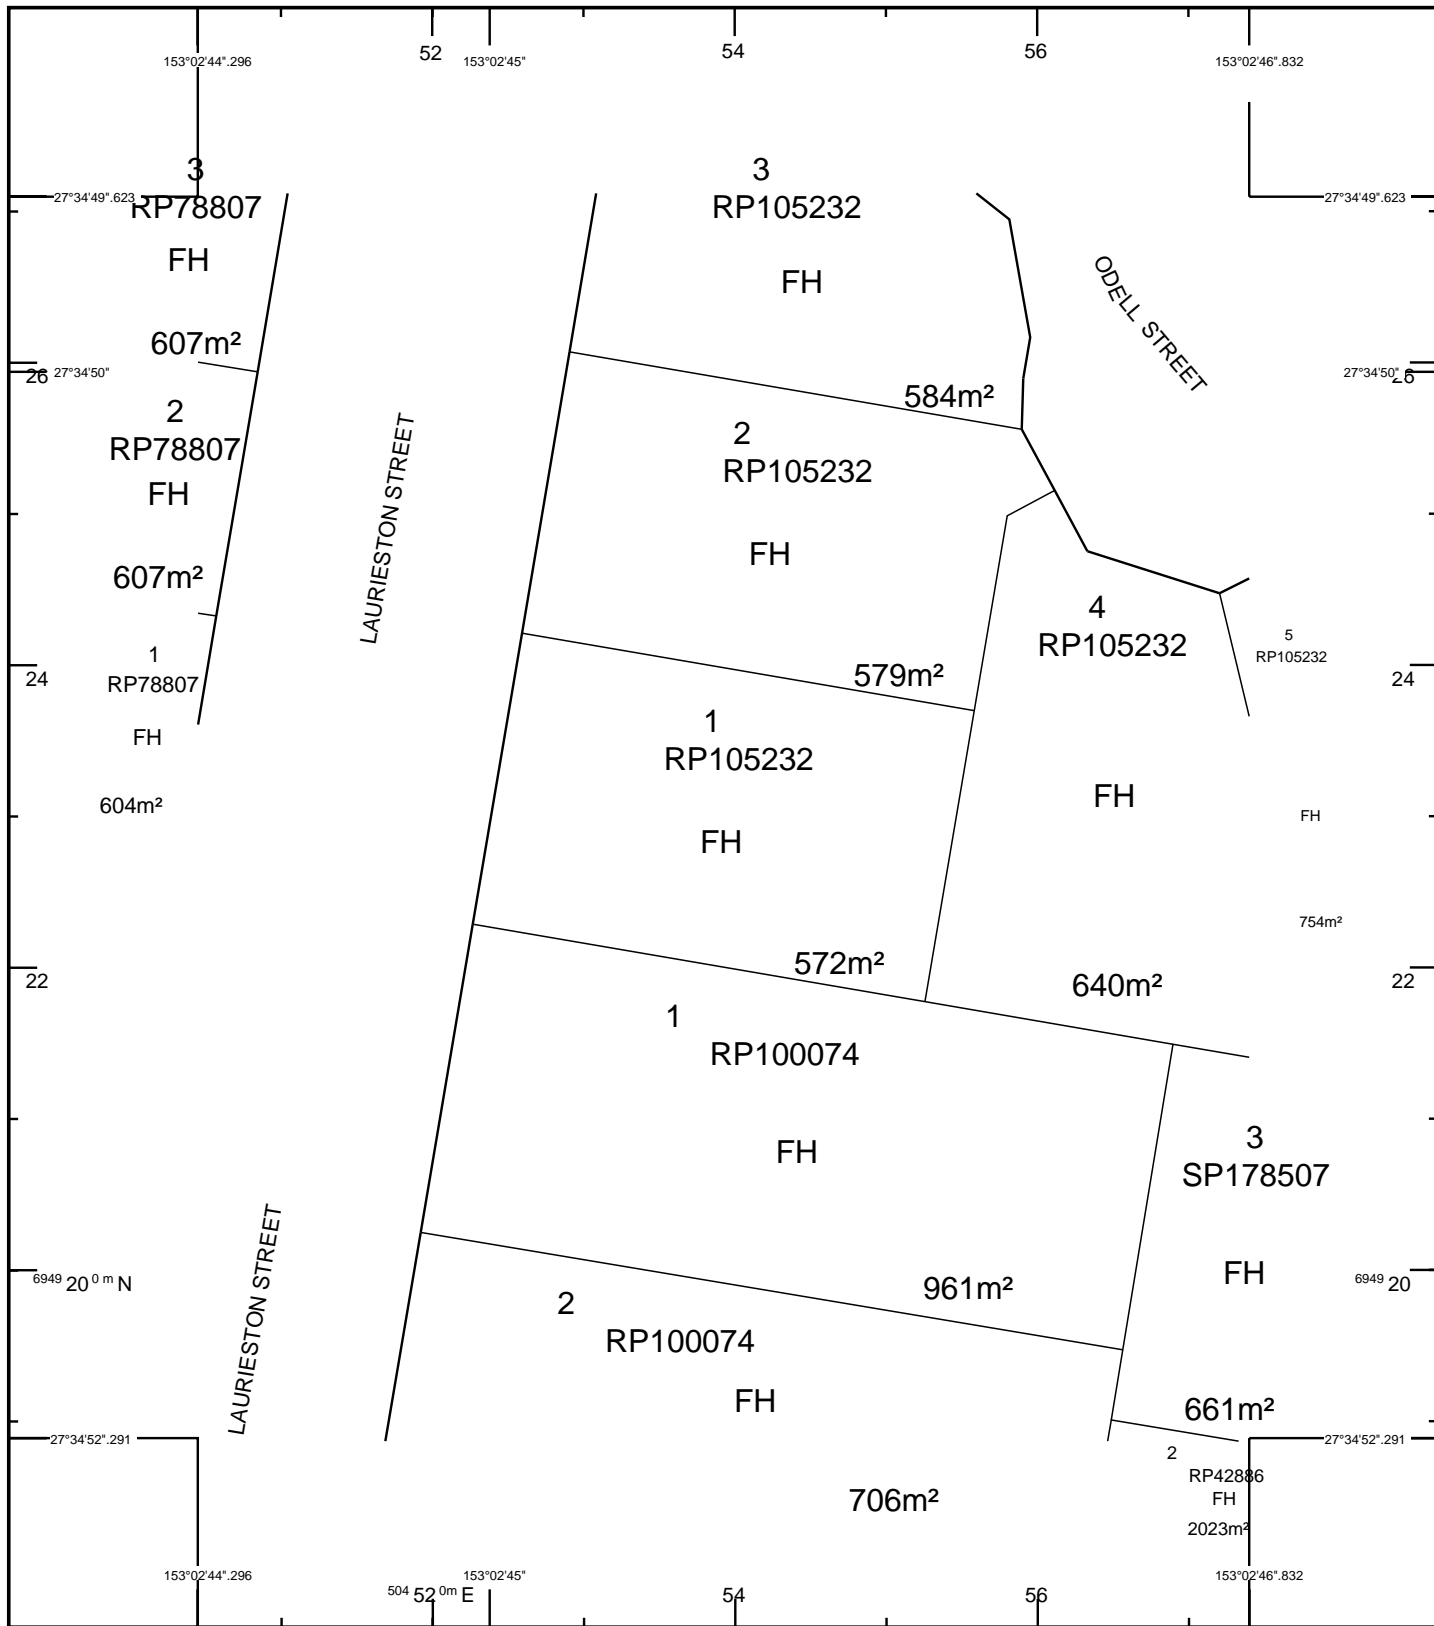 52
54
56
153°02'44".296
153°02'45"
153°02'46".832
3
RP78807
FH
607m²
27°34'49".623
27°34'49".623
3
RP105232
FH
584m²
ODELL STREET
26
27°34'50"
27°34'50"
26
2
RP78807
FH
607m²
LAURIESTON STREET
2
RP105232
FH
579m²
4
RP105232
FH
640m²
5
RP105232
FH
754m²
1
RP78807
FH
604m²
24
24
1
RP105232
FH
572m²
22
22
1
RP100074
FH
961m²
3
SP178507
FH
661m²
LAURIESTON STREET
6949 20 0 m N
6949 20
2
RP100074
FH
706m²
27°34'52".291
27°34'52".291
2
RP42886
FH
2023m²
153°02'44".296
153°02'45"
153°02'46".832
504 52 0m E
54
56